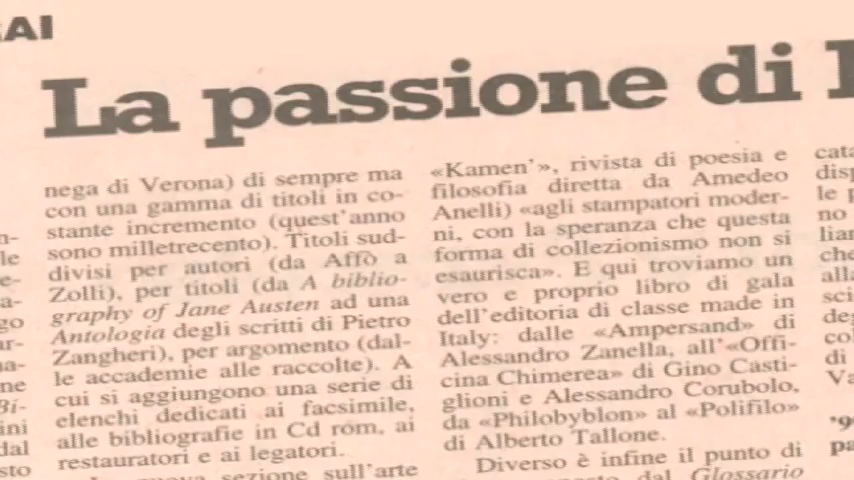 La passione di
nega di Verona) di sempre ma
con una gamma di titoli in co-
stante incremento (quest'anno
sono milletrecento). Titoli sud-
divisi per autori (da Affò a
Zolli), per titoli (da A biblio-
graphy of Jane Austen ad una
Antologia degli scritti di Pietro
Zangheri), per argomento (dal-
le accademie alle raccolte). A
cui si aggiungono una serie di
elenchi dedicati ai facsimile,
alle bibliografie in Cd rom, ai
restauratori e ai legatori.
nuova sezione sull'arte
«Kamen'», rivista di poesia e
filosofia diretta da Amedeo
Anelli) «agli stampatori moder-
ni, con la speranza che questa
forma di collezionismo non si
esaurisca». E qui troviamo un
vero e proprio libro di gala
dell'editoria di classe made in
Italy: dalle «Ampersand» di
Alessandro Zanella, all'«Offi-
cina Chimerea» di Gino Casti-
glioni e Alessandro Corubolo,
da «Philobyblon» al «Polifilo»
di Alberto Tallone.
Diverso è infine il punto di
dal Glossario